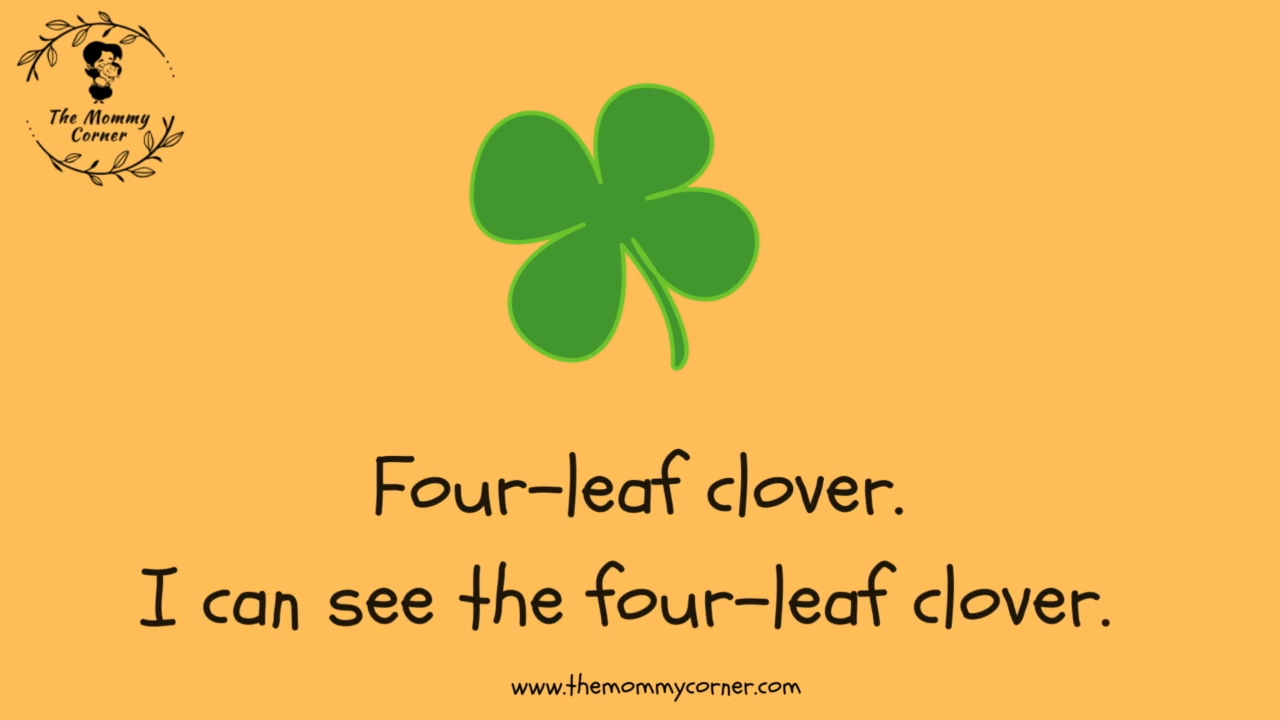 The Mommy
Corner
Four-leaf clover.
I can see the four-leaf clover.
www.themommycorner.com